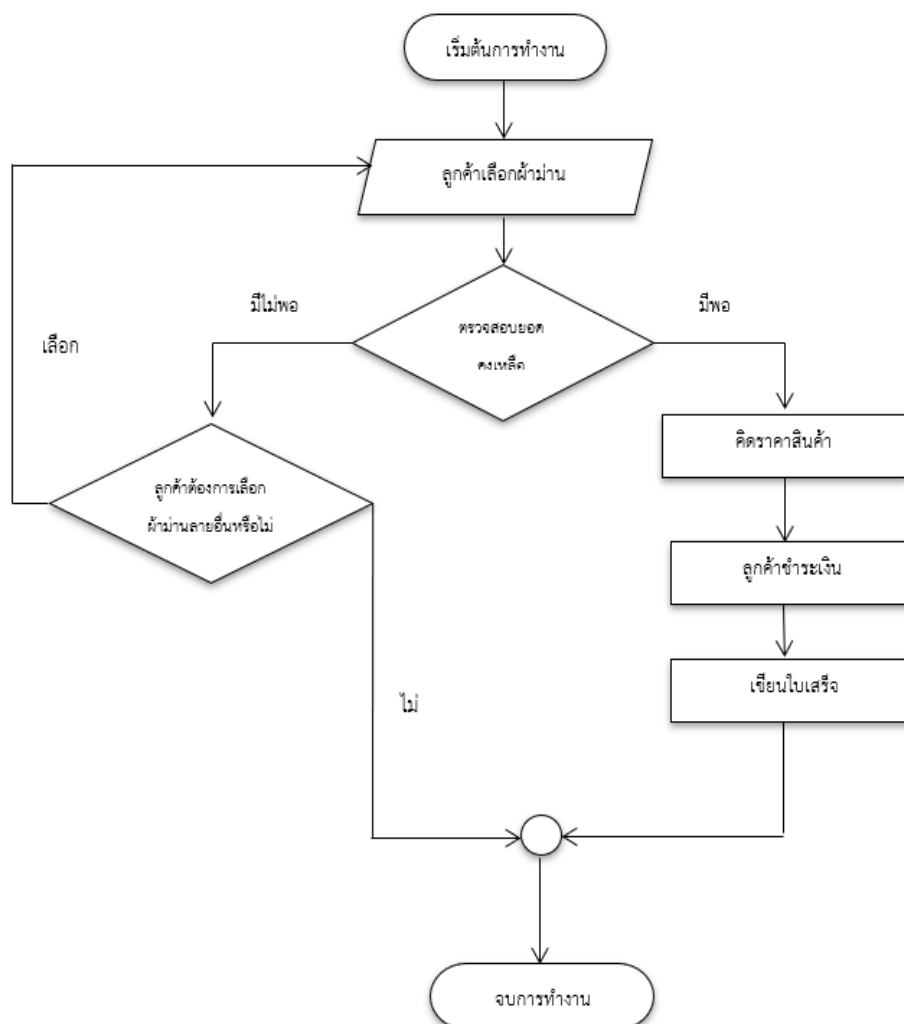 เริ่มต้นการทำงาน
ลูกค้าเลือกผ้าม่าน
มีไม่พอ
มีพอ
ตรวจสอบยอด
คงเหลือ
เลือก
คิดราคาสินค้า
ลูกค้าต้องการเลือก
ผ้าม่านลายอื่นหรือไม่
ลูกค้าชำระเงิน
เขียนใบเสร็จ
ไม่
จบการทำงาน